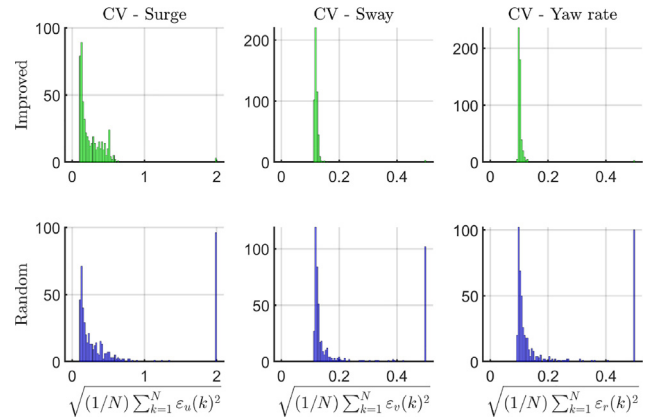 CV - Surge CV - Sway CV - Yaw rate
Improved
100
50
0
0 1 2
200
100
0
0 0.2 0.4
200
100
0
0 0.2 0.4
Random
100
50
0
0 1 2
100
50
0
0 0.2 0.4
100
50
0
0 0.2 0.4
√(1/N) ∑_{k=1}^{N} ε_u(k)² √(1/N) ∑_{k=1}^{N} ε_v(k)² √(1/N) ∑_{k=1}^{N} ε_r(k)²